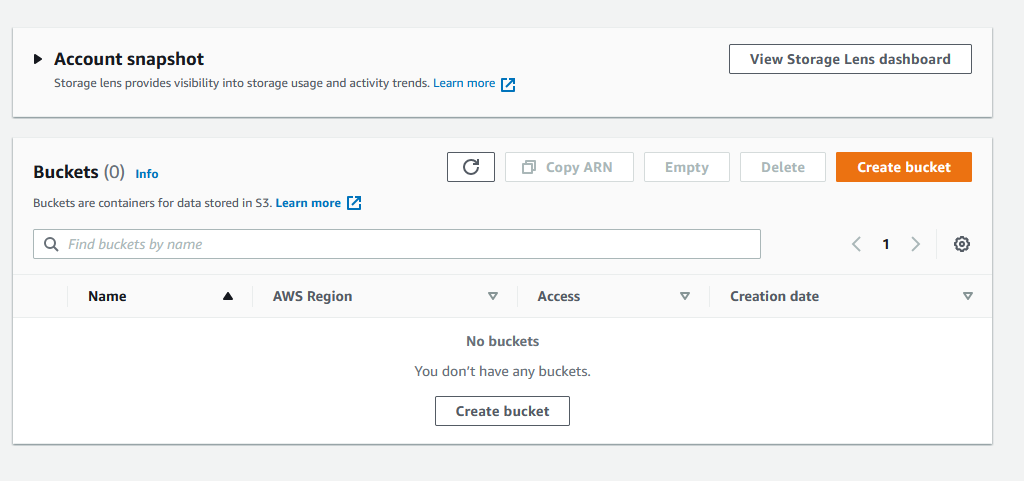 Account snapshot
View Storage Lens dashboard
Storage lens provides visibility into storage usage and activity trends. Learn more
Buckets (0) Info
Copy ARN
Empty
Delete
Create bucket
Buckets are containers for data stored in S3. Learn more
Find buckets by name
1
Name
AWS Region
Access
Creation date
No buckets
You don't have any buckets.
Create bucket